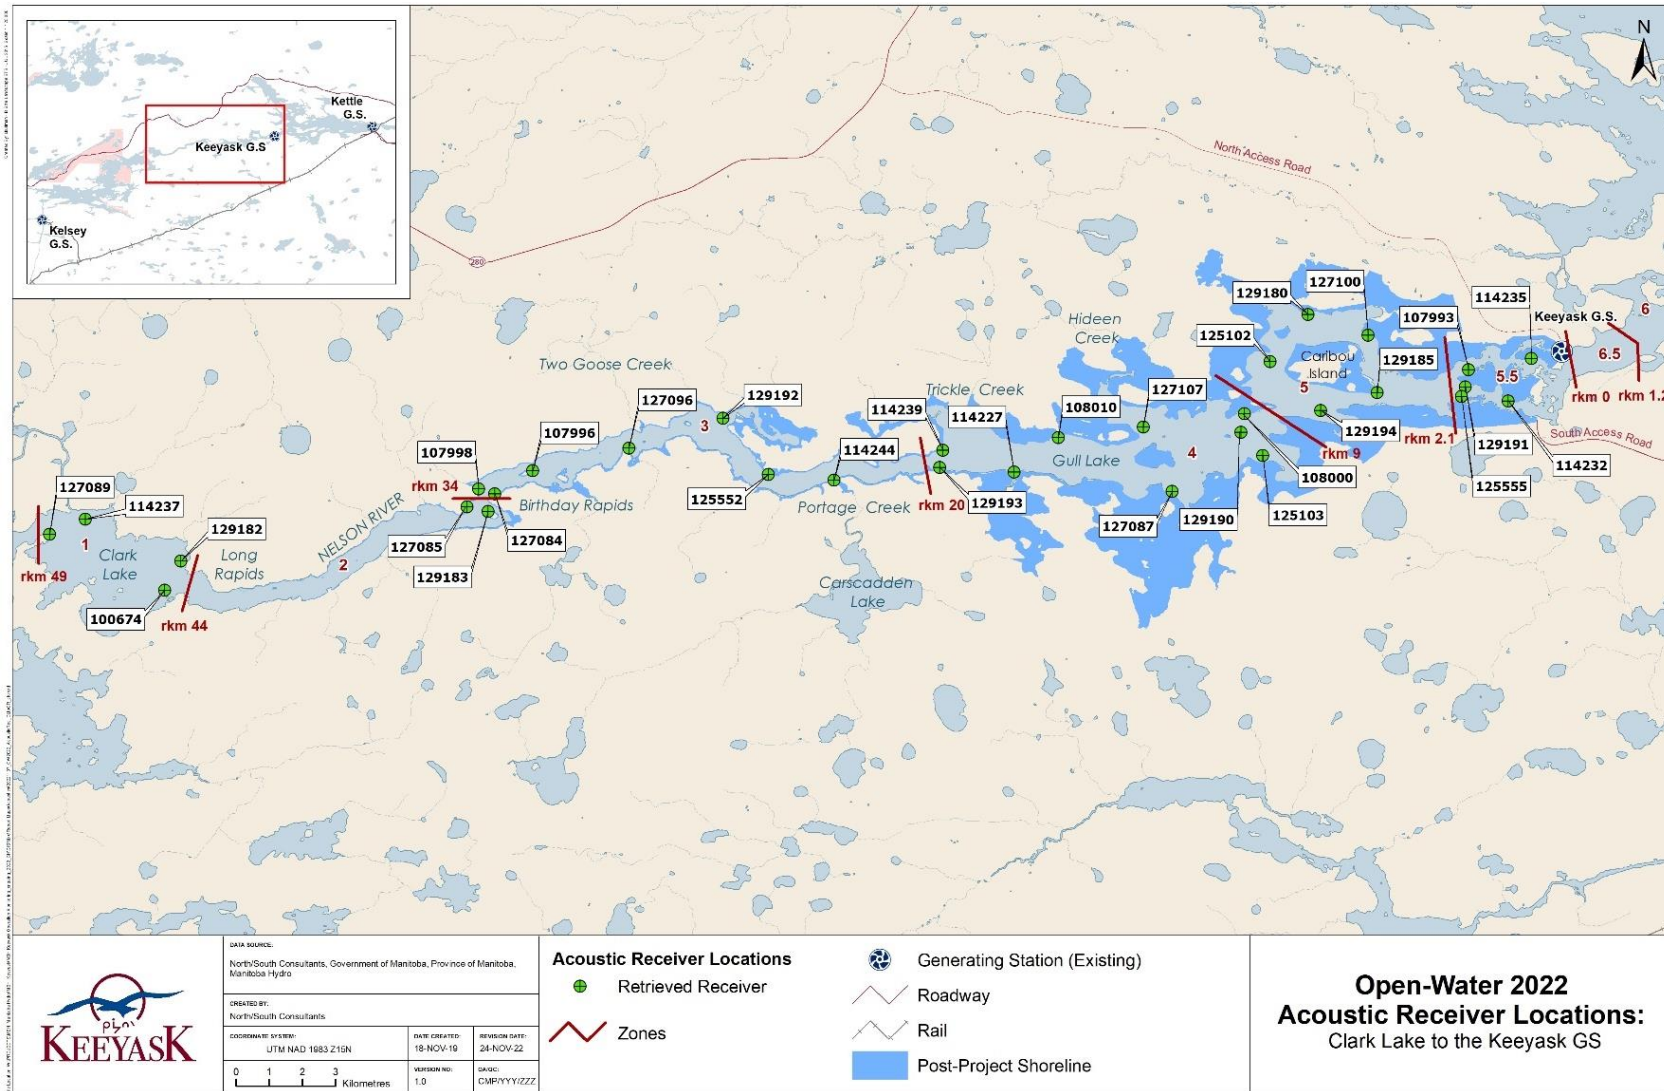 N
Kettle
G.S.
Keeyask G.S
Kelsey
G.S.
280
North Access Road
127100
129180
114235
107993
Keeyask G.S.
6
6.5
Hideen
Creek
125102
129185
Caribou
Island
5
5.5
rkm 0
rkm 1.2
Two Goose Creek
127096
129192
Trickle Creek
127107
114239
114227
108010
3
129194
rkm 2.1
South Access Road
129191
114232
107996
107998
114244
Gull Lake
4
rkm 9
108000
125555
rkm 34
127089
Birthday Rapids
125552
Portage Creek
rkm 20
129193
127087
129190
125103
114237
129182
NELSON RIVER
127085
127084
129183
1
Clark
Lake
Long
Rapids
2
rkm 49
Carscadden
Lake
100674
rkm 44
KEEYASK
DATA SOURCE:
North/South Consultants, Government of Manitoba, Province of Manitoba,
Manitoba Hydro
CREATED BY:
North/South Consultants
COORDINATE SYSTEM:
UTM NAD 1983 Z15N
DATE CREATED:
18-NOV-19
REVISION DATE:
24-NOV-22
0 1 2 3 Kilometres
VERSION NO:
1.0
QA/QC:
CMP/YYY/ZZZ
Acoustic Receiver Locations
Retrieved Receiver
Zones
Generating Station (Existing)
Roadway
Rail
Post-Project Shoreline
Open-Water 2022
Acoustic Receiver Locations:
Clark Lake to the Keeyask GS